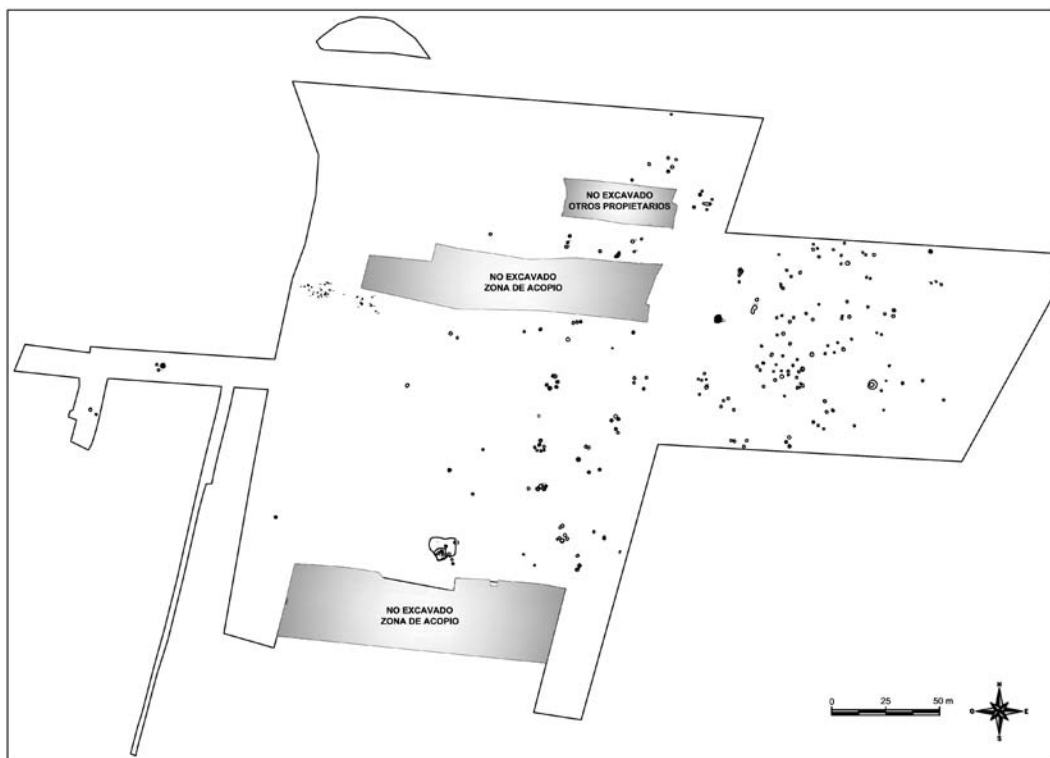 NO EXCAVADO
OTROS PROPIETARIOS
NO EXCAVADO
ZONA DE ACOPIO
NO EXCAVADO
ZONA DE ACOPIO
0 25 50 m
N
O E
S